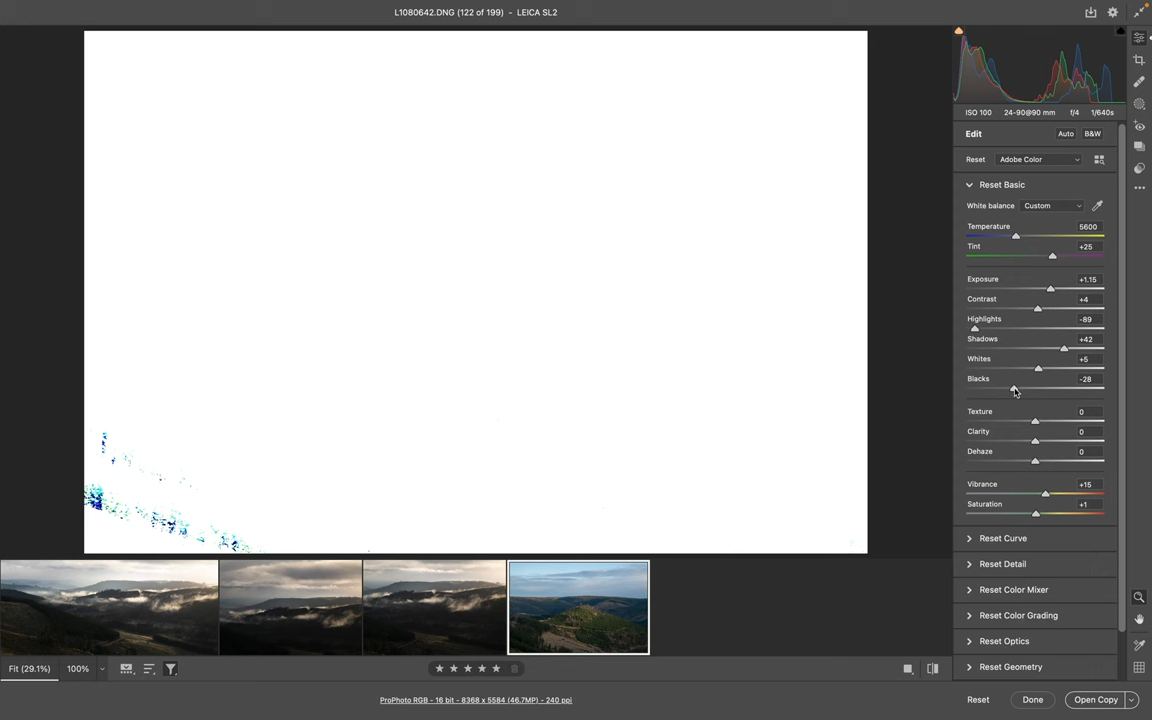 L1080642.DNG (122 of 199) - LEICA SL2
ISO 100 24-90@90 mm f/4 1/640s
Edit Auto B&W
Reset Adobe Color
Reset Basic
White balance Custom
Temperature 5600
Tint +25
Exposure +1.15
Contrast +4
Highlights -89
Shadows +42
Whites +5
Blacks -28
Texture 0
Clarity 0
Dehaze 0
Vibrance +15
Saturation +1
Reset Curve
Reset Detail
Reset Color Mixer
Reset Color Grading
Reset Optics
Reset Geometry
Fit (29.1%) 100%
ProPhoto RGB - 16 bit - 8368 x 5584 (46.7MP) - 240 ppi
Reset Done Open Copy